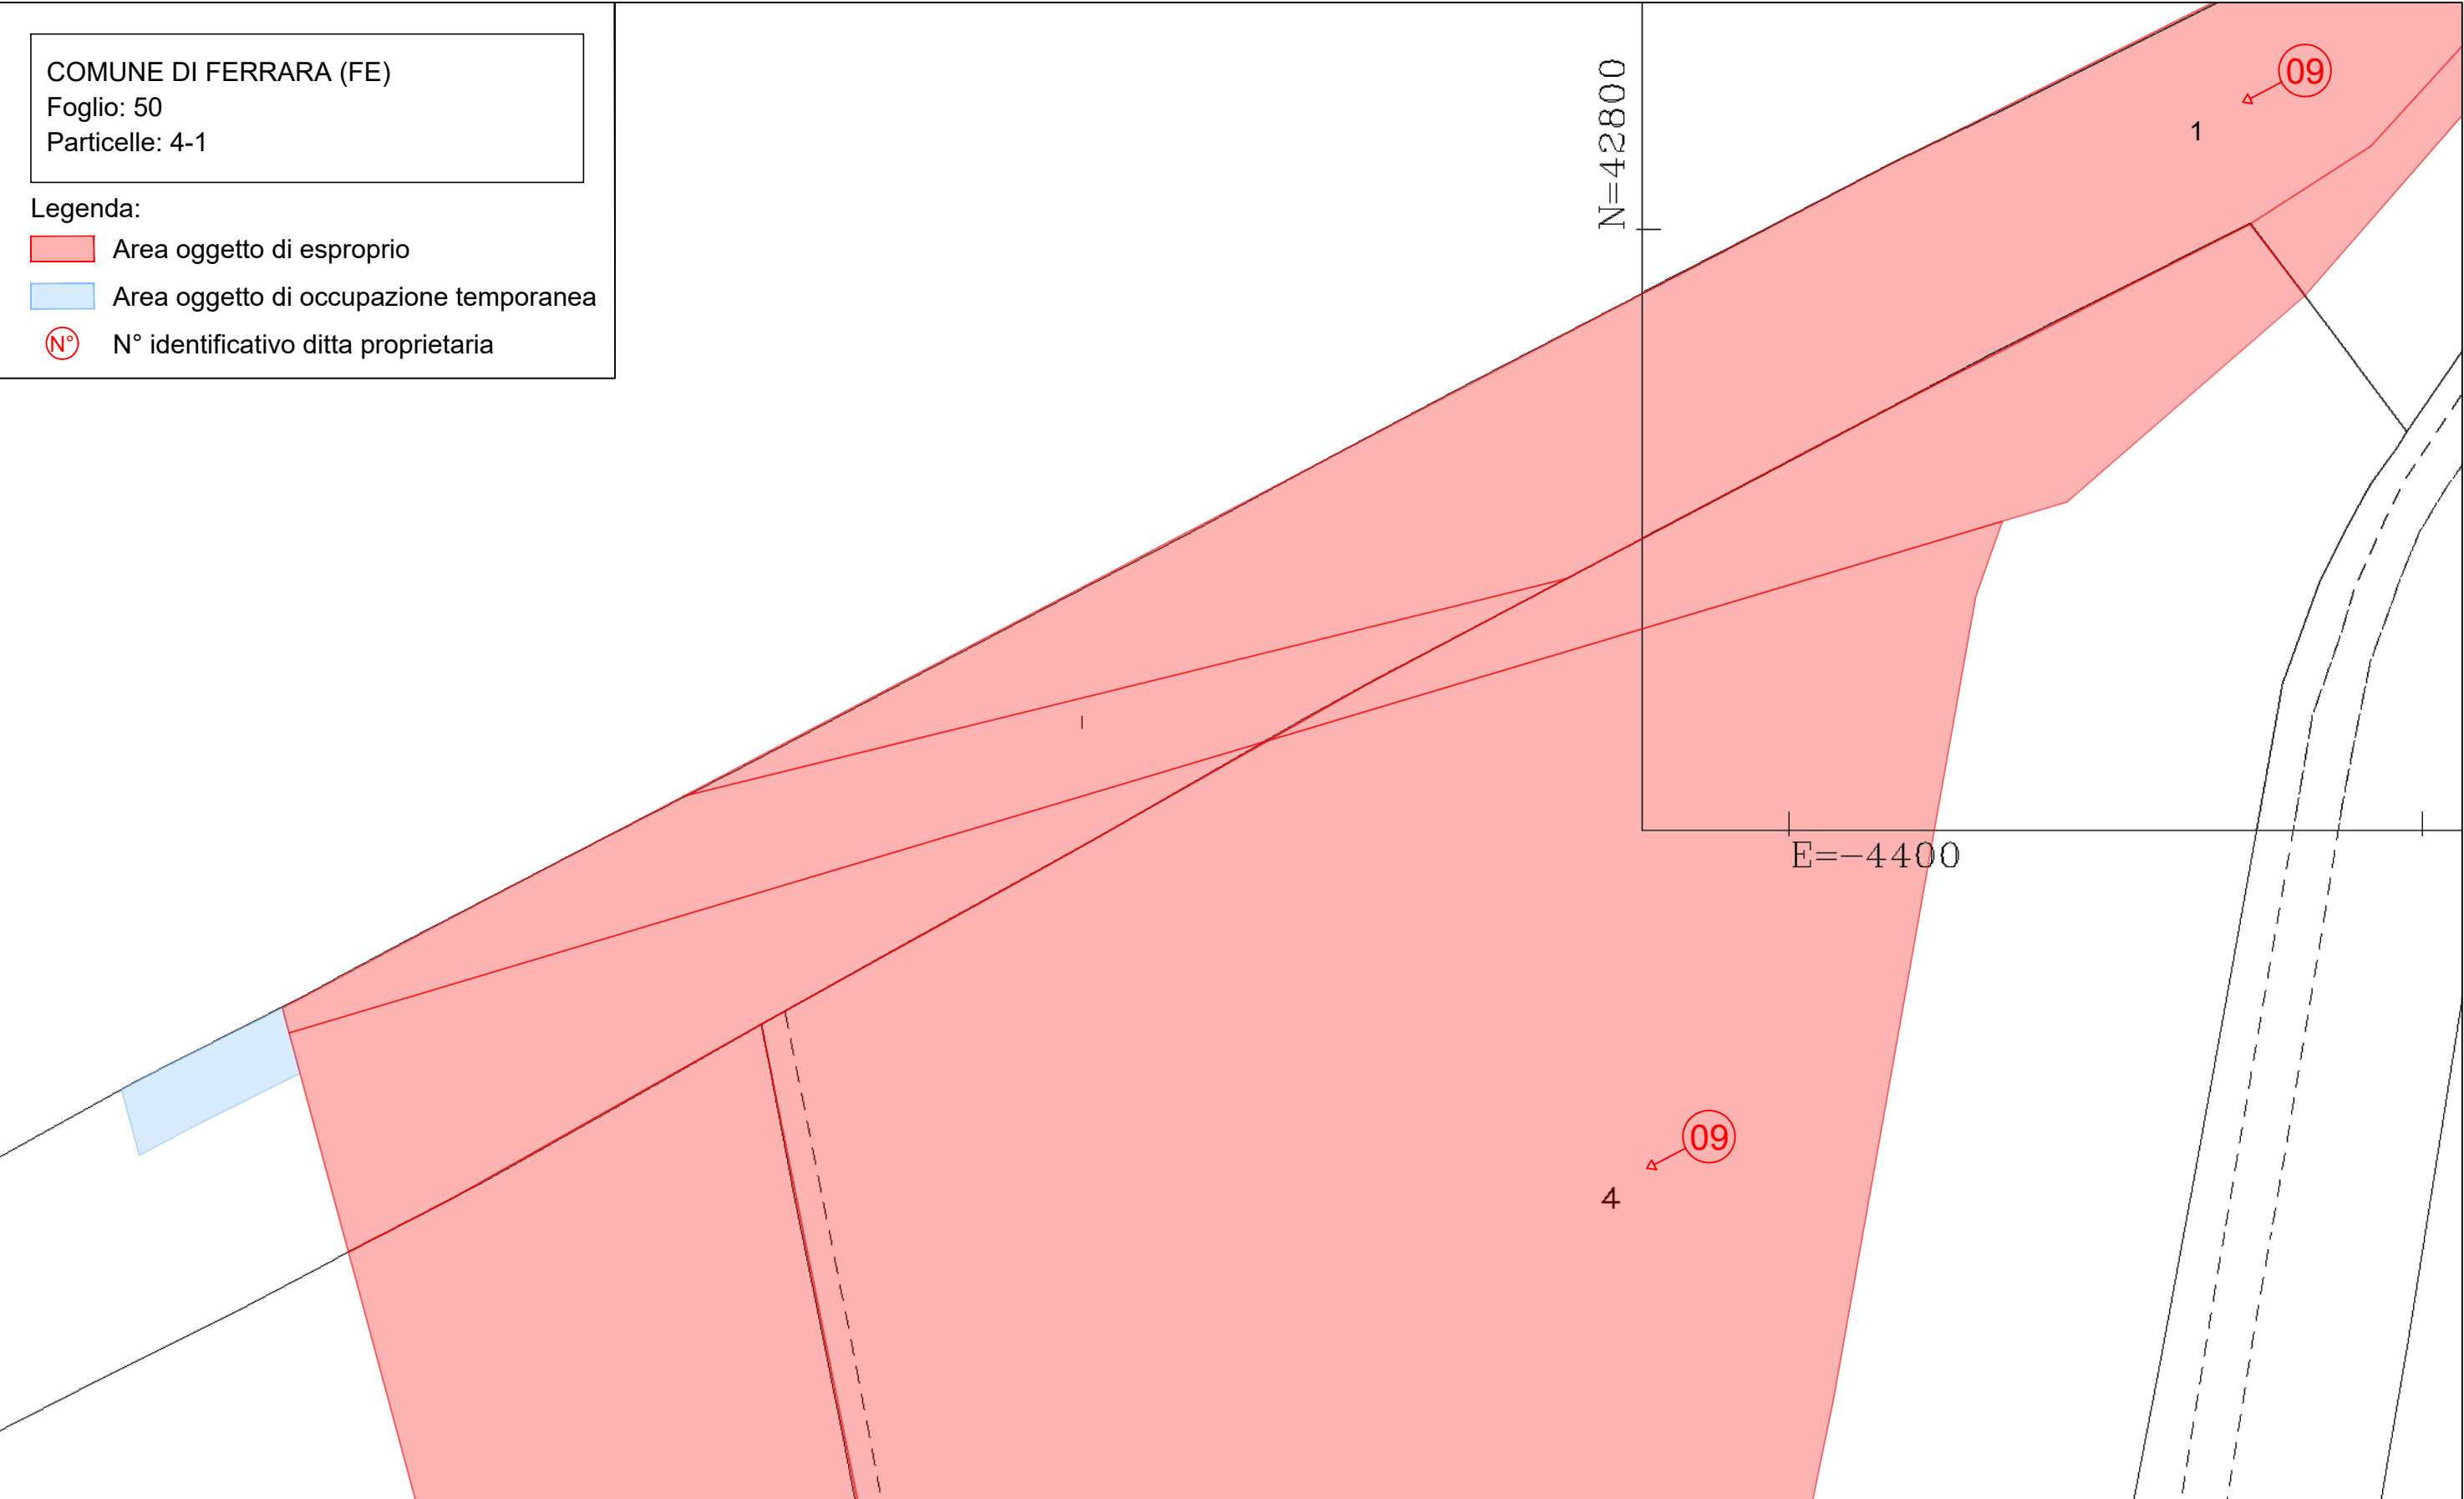 COMUNE DI FERRARA (FE)
Foglio: 50
Particelle: 4-1
Legenda:
Area oggetto di esproprio
Area oggetto di occupazione temporanea
N° N° identificativo ditta proprietaria
N=42800
09
1
E=-4400
09
4